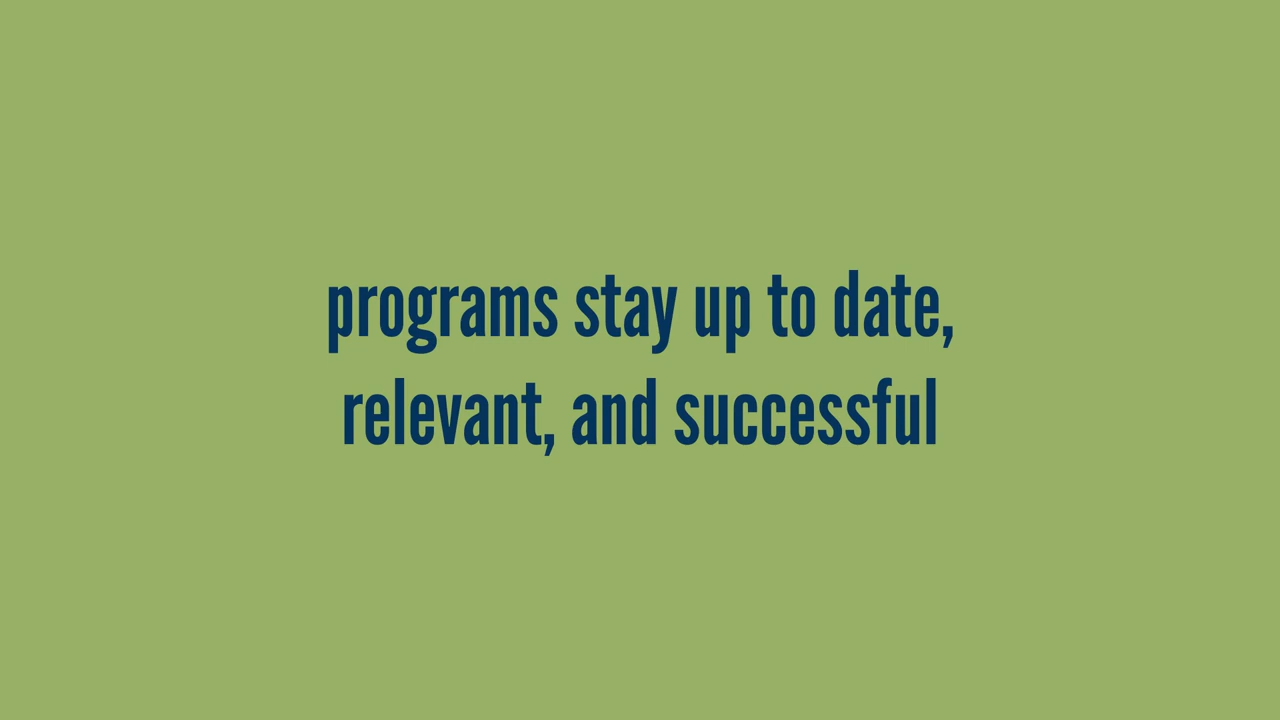 programs stay up to date,
relevant, and successful